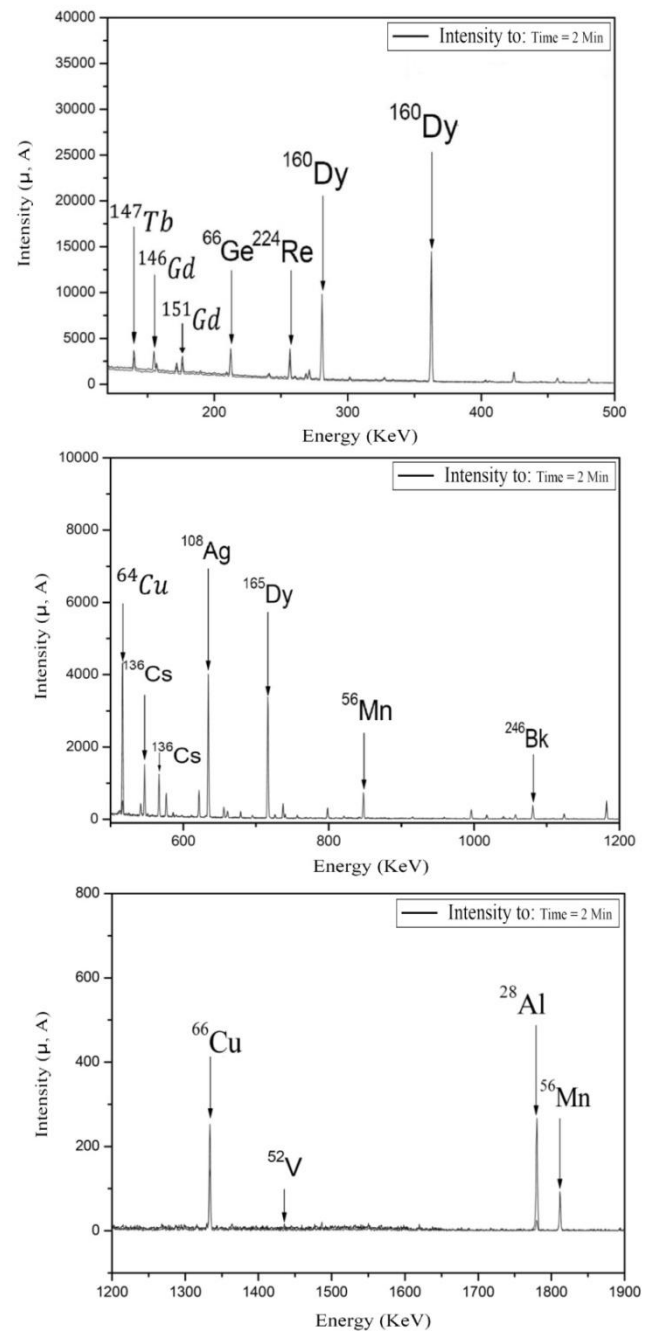 40000
35000
30000
25000
20000
15000
10000
5000
0
Intensity (μ, A)
Intensity to: Time = 2 Min
¹⁴⁷Tb
¹⁴⁶Gd
¹⁵¹Gd
⁶⁶Ge
²²⁴Re
¹⁶⁰Dy
¹⁶⁰Dy
200 300 400 500
Energy (KeV)
10000
8000
6000
4000
2000
0
Intensity (μ, A)
Intensity to: Time = 2 Min
⁶⁴Cu
¹³⁶Cs
¹³⁶Cs
¹⁰⁸Ag
¹⁶⁵Dy
⁵⁶Mn
²⁴⁶Bk
600 800 1000 1200
Energy (KeV)
800
600
400
200
0
Intensity (μ, A)
Intensity to: Time = 2 Min
⁶⁶Cu
⁵²V
²⁸Al
⁵⁶Mn
1200 1300 1400 1500 1600 1700 1800 1900
Energy (KeV)